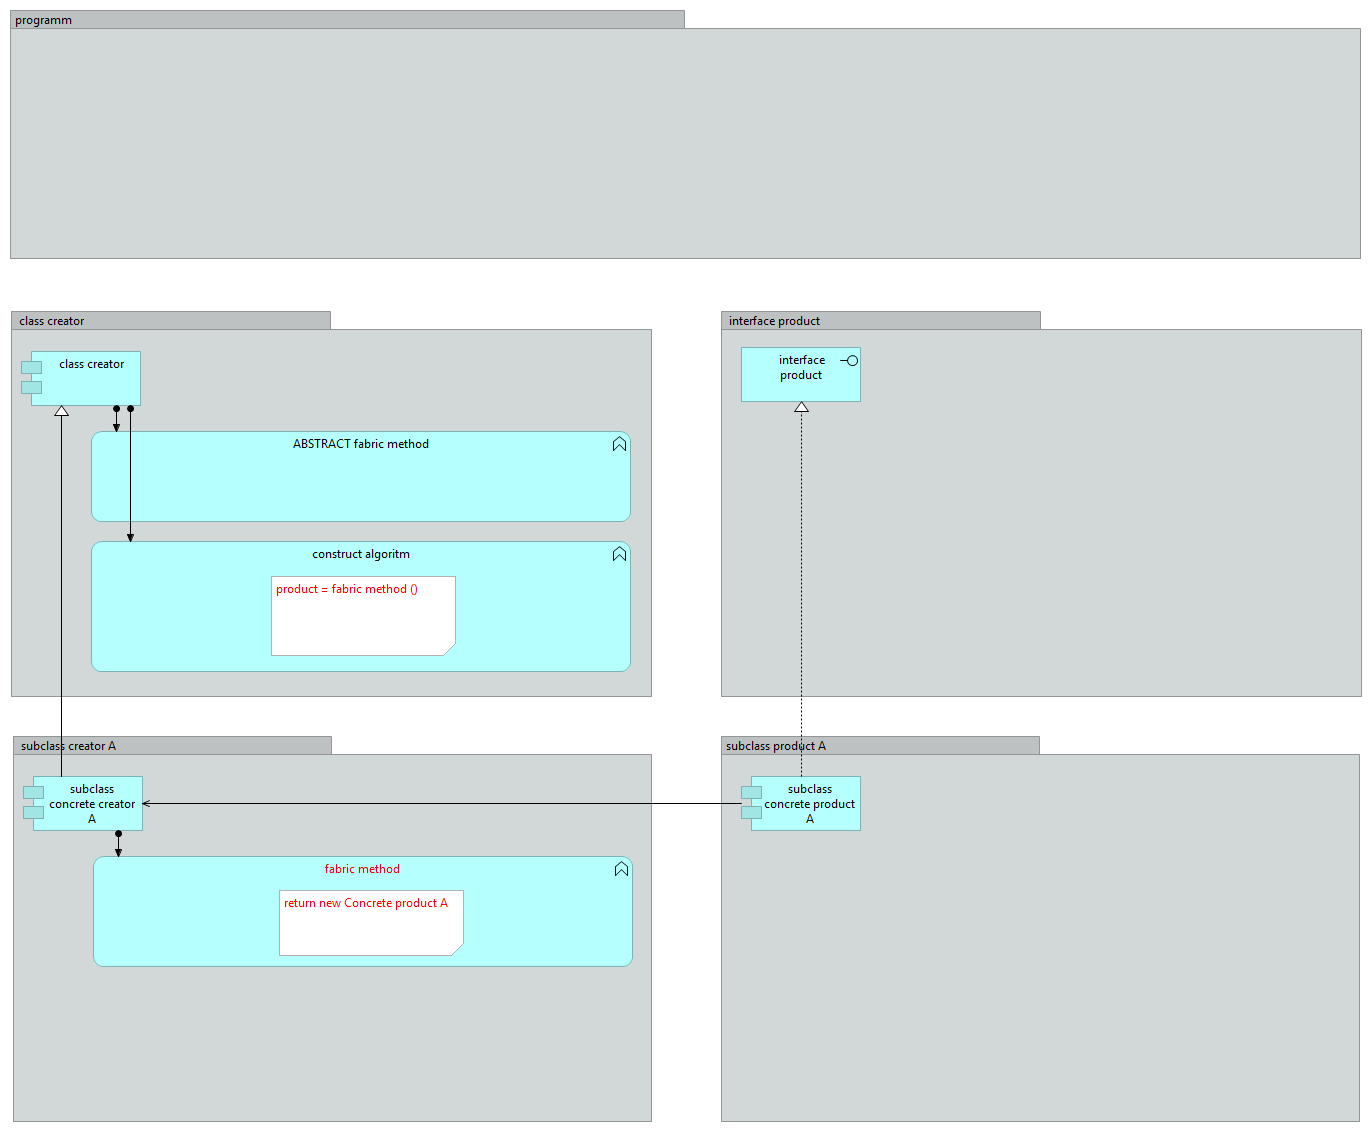 programm
class creator
class creator
ABSTRACT fabric method
construct algoritm
product = fabric method ()
interface product
interface
product
subclass creator A
subclass
concrete creator
A
fabric method
return new Concrete product A
subclass product A
subclass
concrete product
A